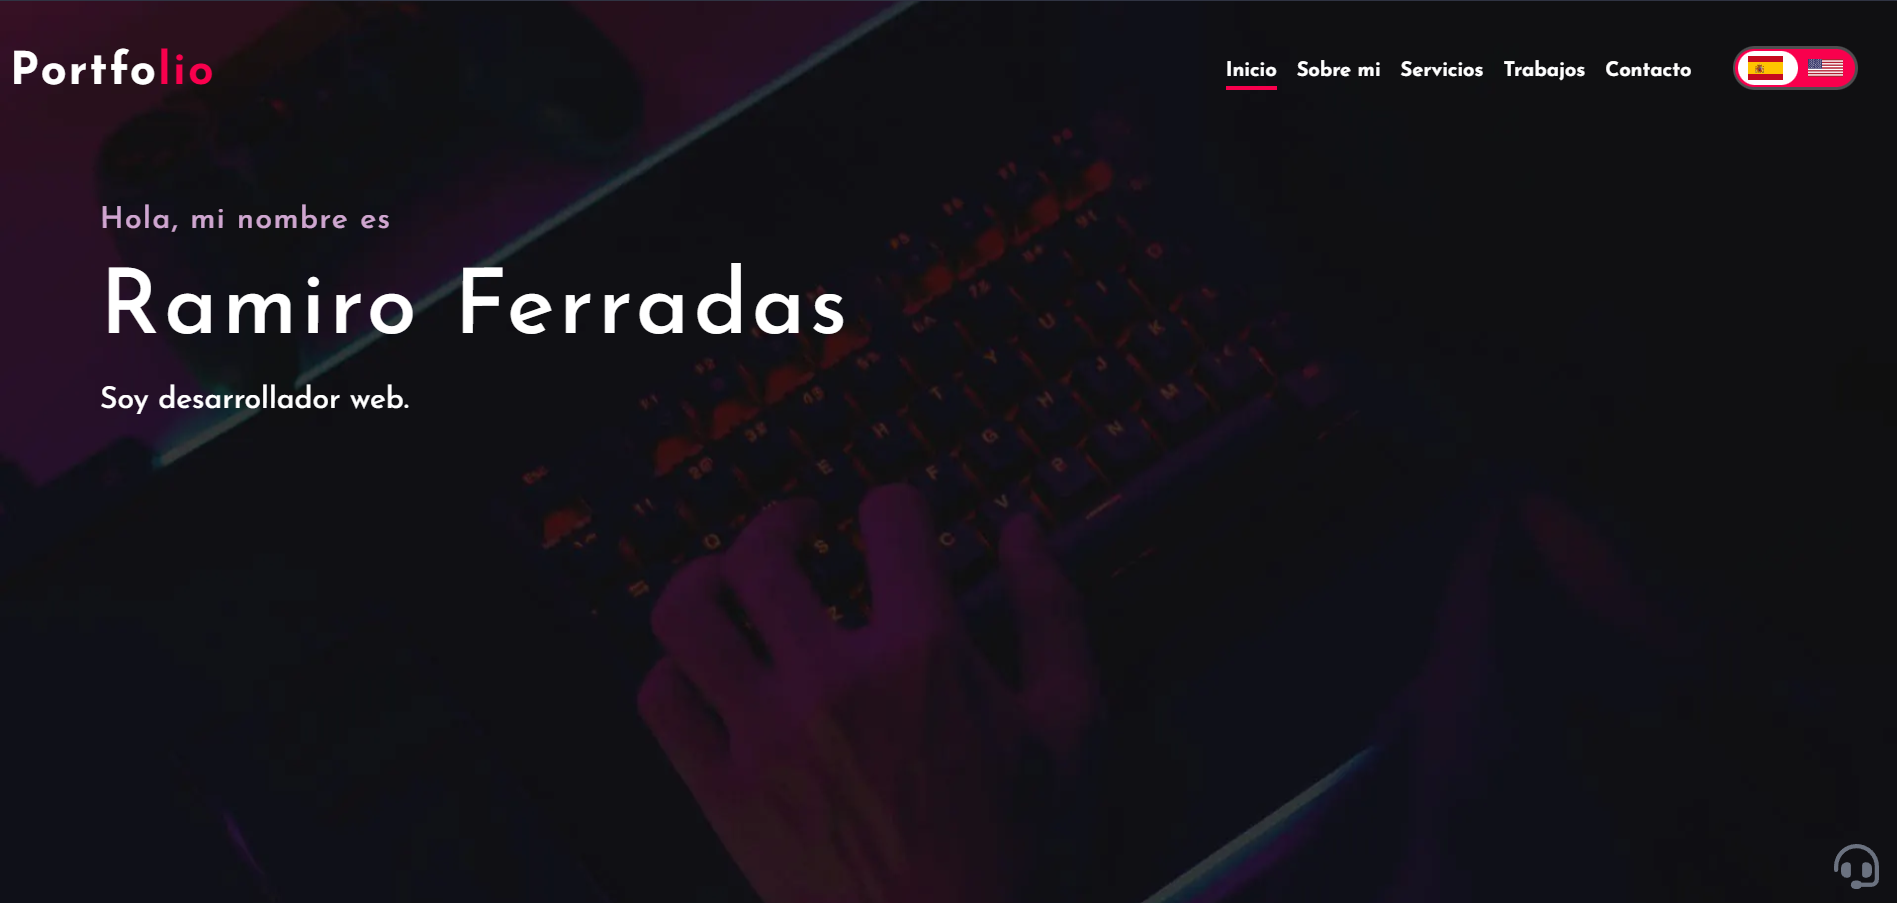 Portfolio
Inicio Sobre mi Servicios Trabajos Contacto
Hola, mi nombre es
Ramiro Ferradas
Soy desarrollador web.